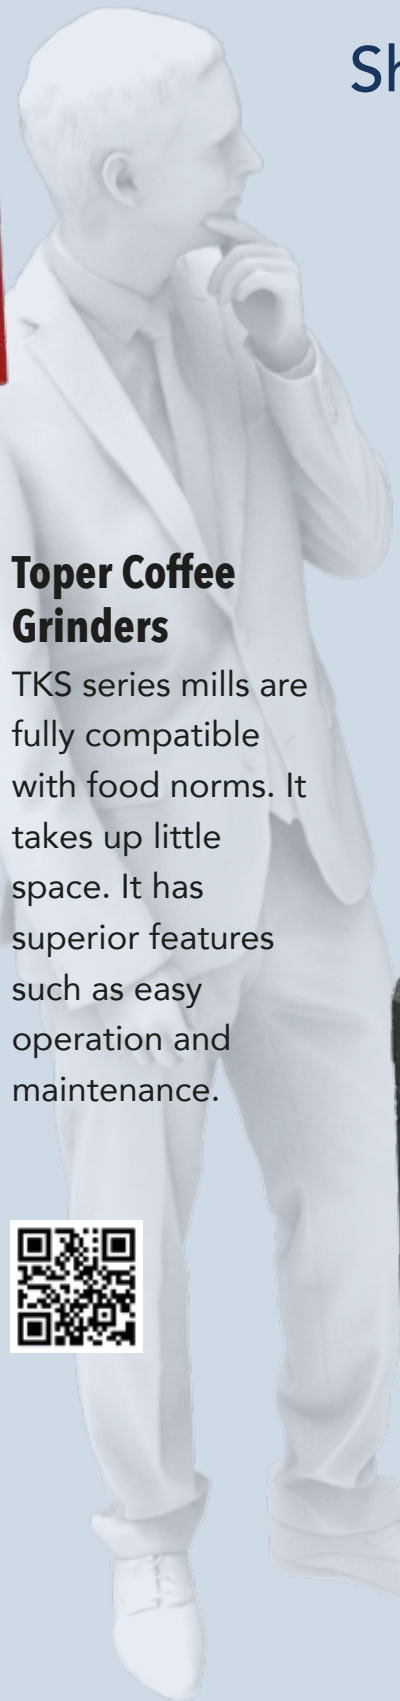 Sh
Toper Coffee
Grinders
TKS series mills are
fully compatible
with food norms. It
takes up little
space. It has
superior features
such as easy
operation and
maintenance.